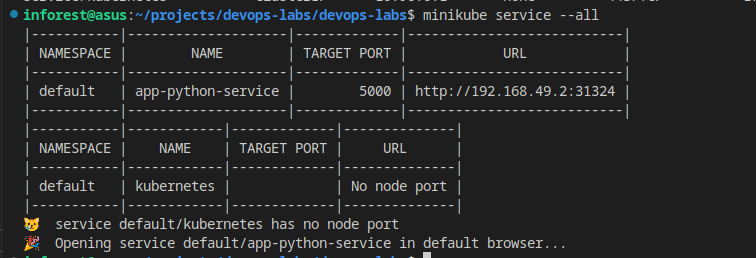 inforest@asus:~/projects/devops-labs/devops-labs$ minikube service --all
|-----------|--------------------|-------------|---------------------------|
| NAMESPACE | NAME | TARGET PORT | URL |
|-----------|--------------------|-------------|---------------------------|
| default | app-python-service | 5000 | http://192.168.49.2:31324 |
|-----------|--------------------|-------------|---------------------------|
|-----------|------------|-------------|--------------|
| NAMESPACE | NAME | TARGET PORT | URL |
|-----------|------------|-------------|--------------|
| default | kubernetes | | No node port |
|-----------|------------|-------------|--------------|
😿 service default/kubernetes has no node port
🎉 Opening service default/app-python-service in default browser...